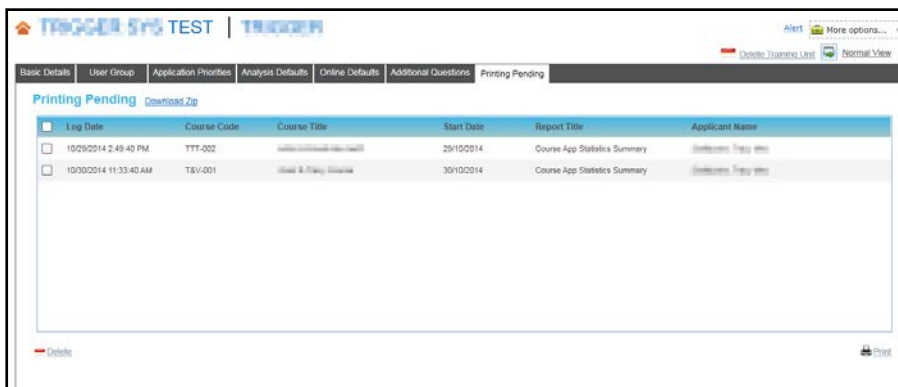 TEST
Alert More options...
Delete Training Unit Normal View
Basic Details User Group Application Priorities Analysis Defaults Online Defaults Additional Questions Printing Pending
Printing Pending Download Zip
Log Date Course Code Course Title Start Date Report Title Applicant Name
10/29/2014 2:49:40 PM TTT-002 29/10/2014 Course App Statistics Summary
10/30/2014 11:33:40 AM T&V-001 30/10/2014 Course App Statistics Summary
Delete Print